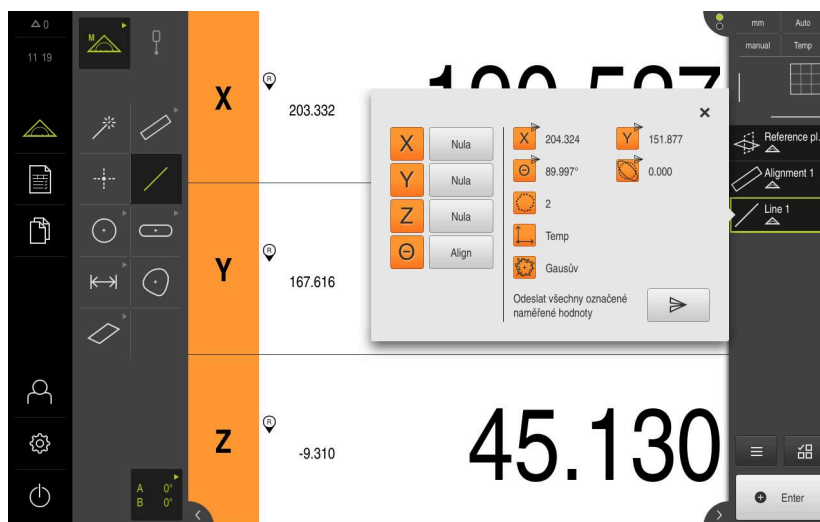 0
11 19
M
A 0°
B 0°
X
R
203.332
Y
R
167.616
Z
R
-9.310
45.130
X
Nula
Y
Nula
Z
Nula
Θ
Align
X
204.324
Y
151.877
Θ
89.997°
0.000
2
Temp
Gausův
Odeslat všechny označené
naměřené hodnoty
mm
Auto
manual
Temp
Reference pl.
Alignment 1
Line 1
Enter